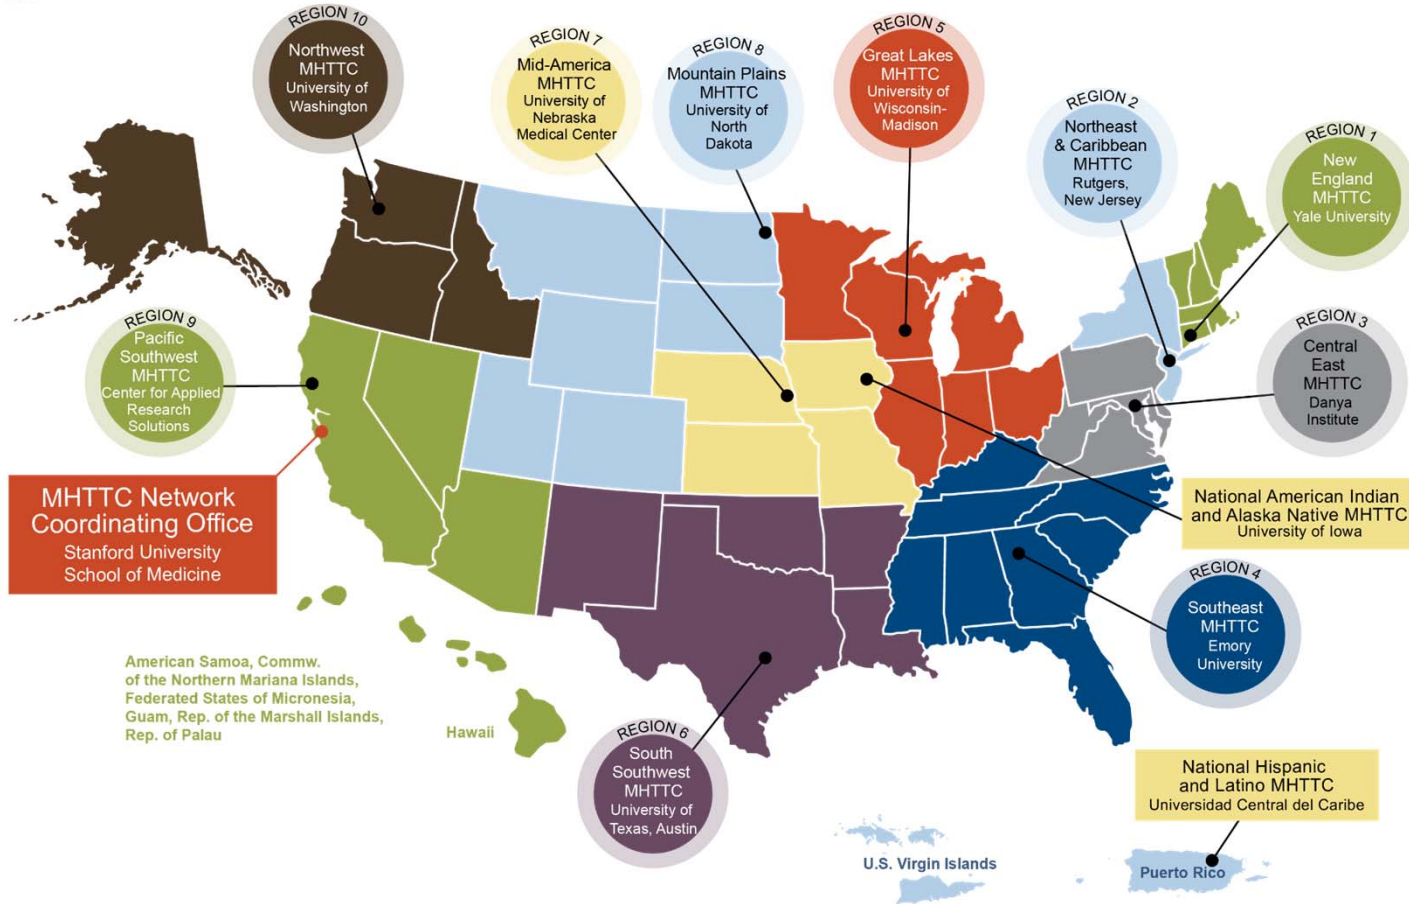 REGION 10
Northwest
MHTTC
University of
Washington
REGION 7
Mid-America
MHTTC
University of
Nebraska
Medical Center
REGION 8
Mountain Plains
MHTTC
University of
North
Dakota
REGION 5
Great Lakes
MHTTC
University of
Wisconsin-
Madison
REGION 2
Northeast
& Caribbean
MHTTC
Rutgers,
New Jersey
REGION 1
New
England
MHTTC
Yale University
REGION 9
Pacific
Southwest
MHTTC
Center for Applied
Research
Solutions
REGION 3
Central
East
MHTTC
Danya
Institute
MHTTC Network
Coordinating Office
Stanford University
School of Medicine
National American Indian
and Alaska Native MHTTC
University of Iowa
REGION 4
Southeast
MHTTC
Emory
University
American Samoa, Commw.
of the Northern Mariana Islands,
Federated States of Micronesia,
Guam, Rep. of the Marshall Islands,
Rep. of Palau
Hawaii
REGION 6
South
Southwest
MHTTC
University of
Texas, Austin
National Hispanic
and Latino MHTTC
Universidad Central del Caribe
U.S. Virgin Islands
Puerto Rico